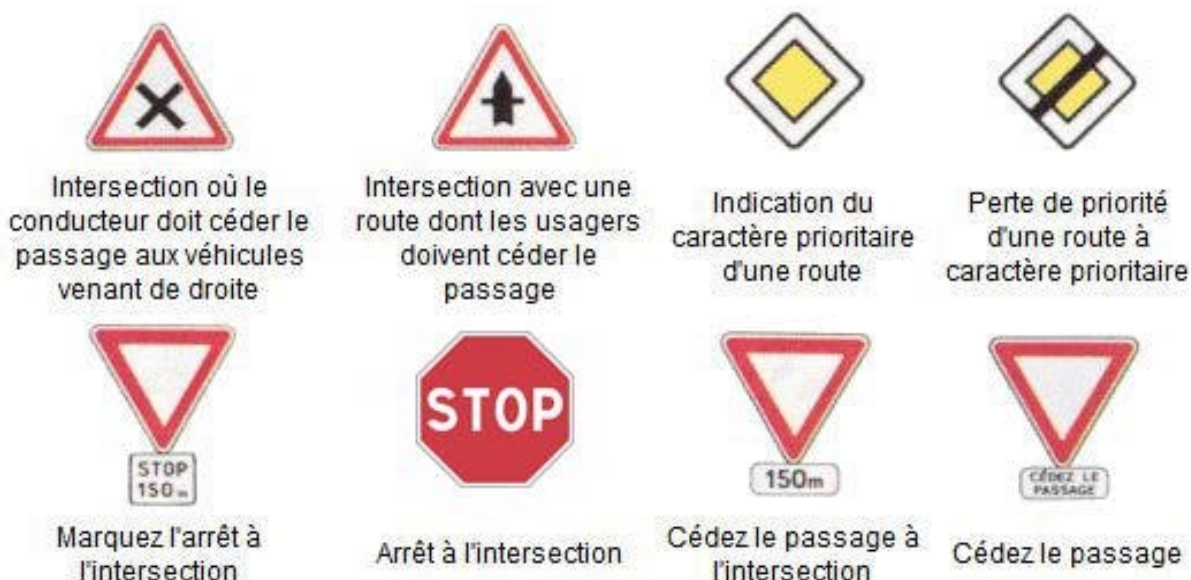 Intersection où le
conducteur doit céder le
passage aux véhicules
venant de droite
Intersection avec une
route dont les usagers
doivent céder le
passage
Indication du
caractère prioritaire
d'une route
Perte de priorité
d'une route à
caractère prioritaire
STOP
150 m
Marquez l'arrêt à
l'intersection
STOP
Arrêt à l'intersection
150m
Cédez le passage à
l'intersection
CÉDEZ LE
PASSAGE
Cédez le passage